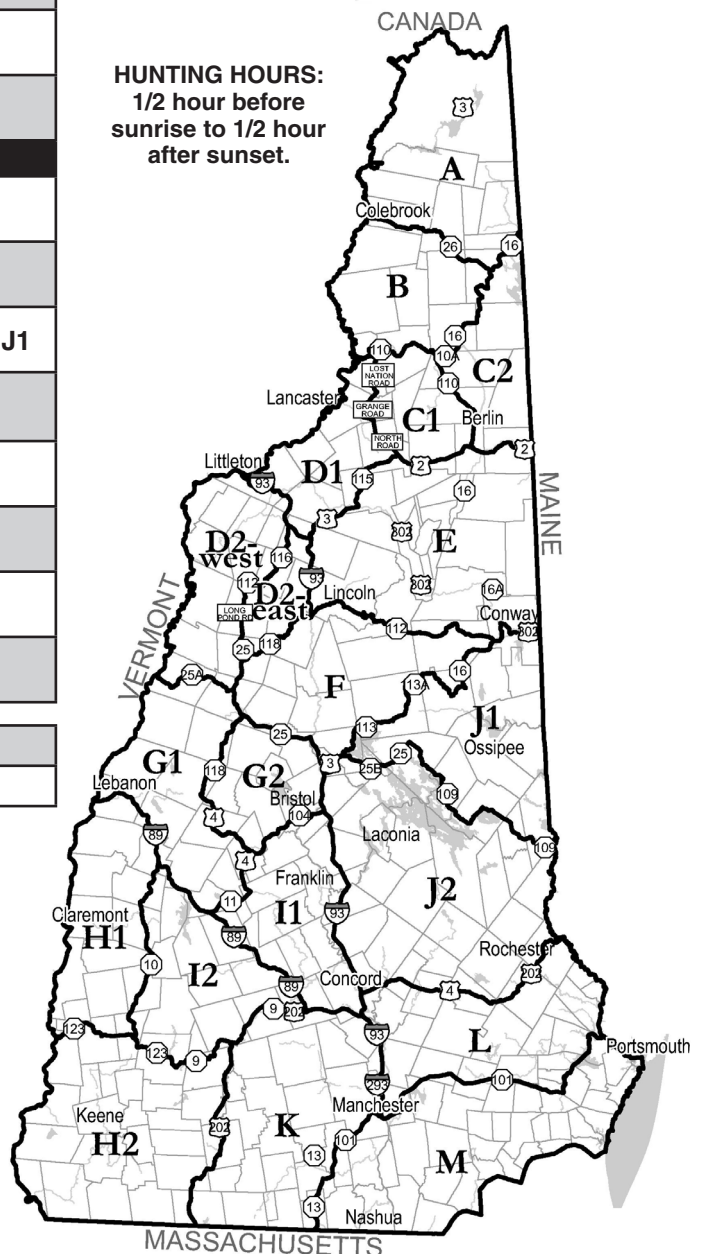 CANADA
HUNTING HOURS:
1/2 hour before
sunrise to 1/2 hour
after sunset.
3
A
Colebrook
26
16
B
J1
16
110
10A
LOST
NATION
ROAD
C2
110
Lancaster
GRANGE
ROAD
C1
Berlin
NORTH
ROAD
2
2
Littleton
D1
93
115
16
MAINE
3
302
E
D2-
west
116
112
93
302
D2-
east
Lincoln
16A
LONG
POND RD
Conway
112
302
118
25
VERMONT
25A
16
F
13A
J1
113
Ossipee
25
25
3
25B
G1
118
G2
109
Lebanon
Bristol
104
4
89
Laconia
109
4
Franklin
J2
11
I1
93
Claremont
H1
89
Rochester
10
I2
Concord
202
89
4
9
202
123
93
L
Portsmouth
123
9
293
101
Manchester
Keene
202
K
H2
101
13
M
13
Nashua
MASSACHUSETTS